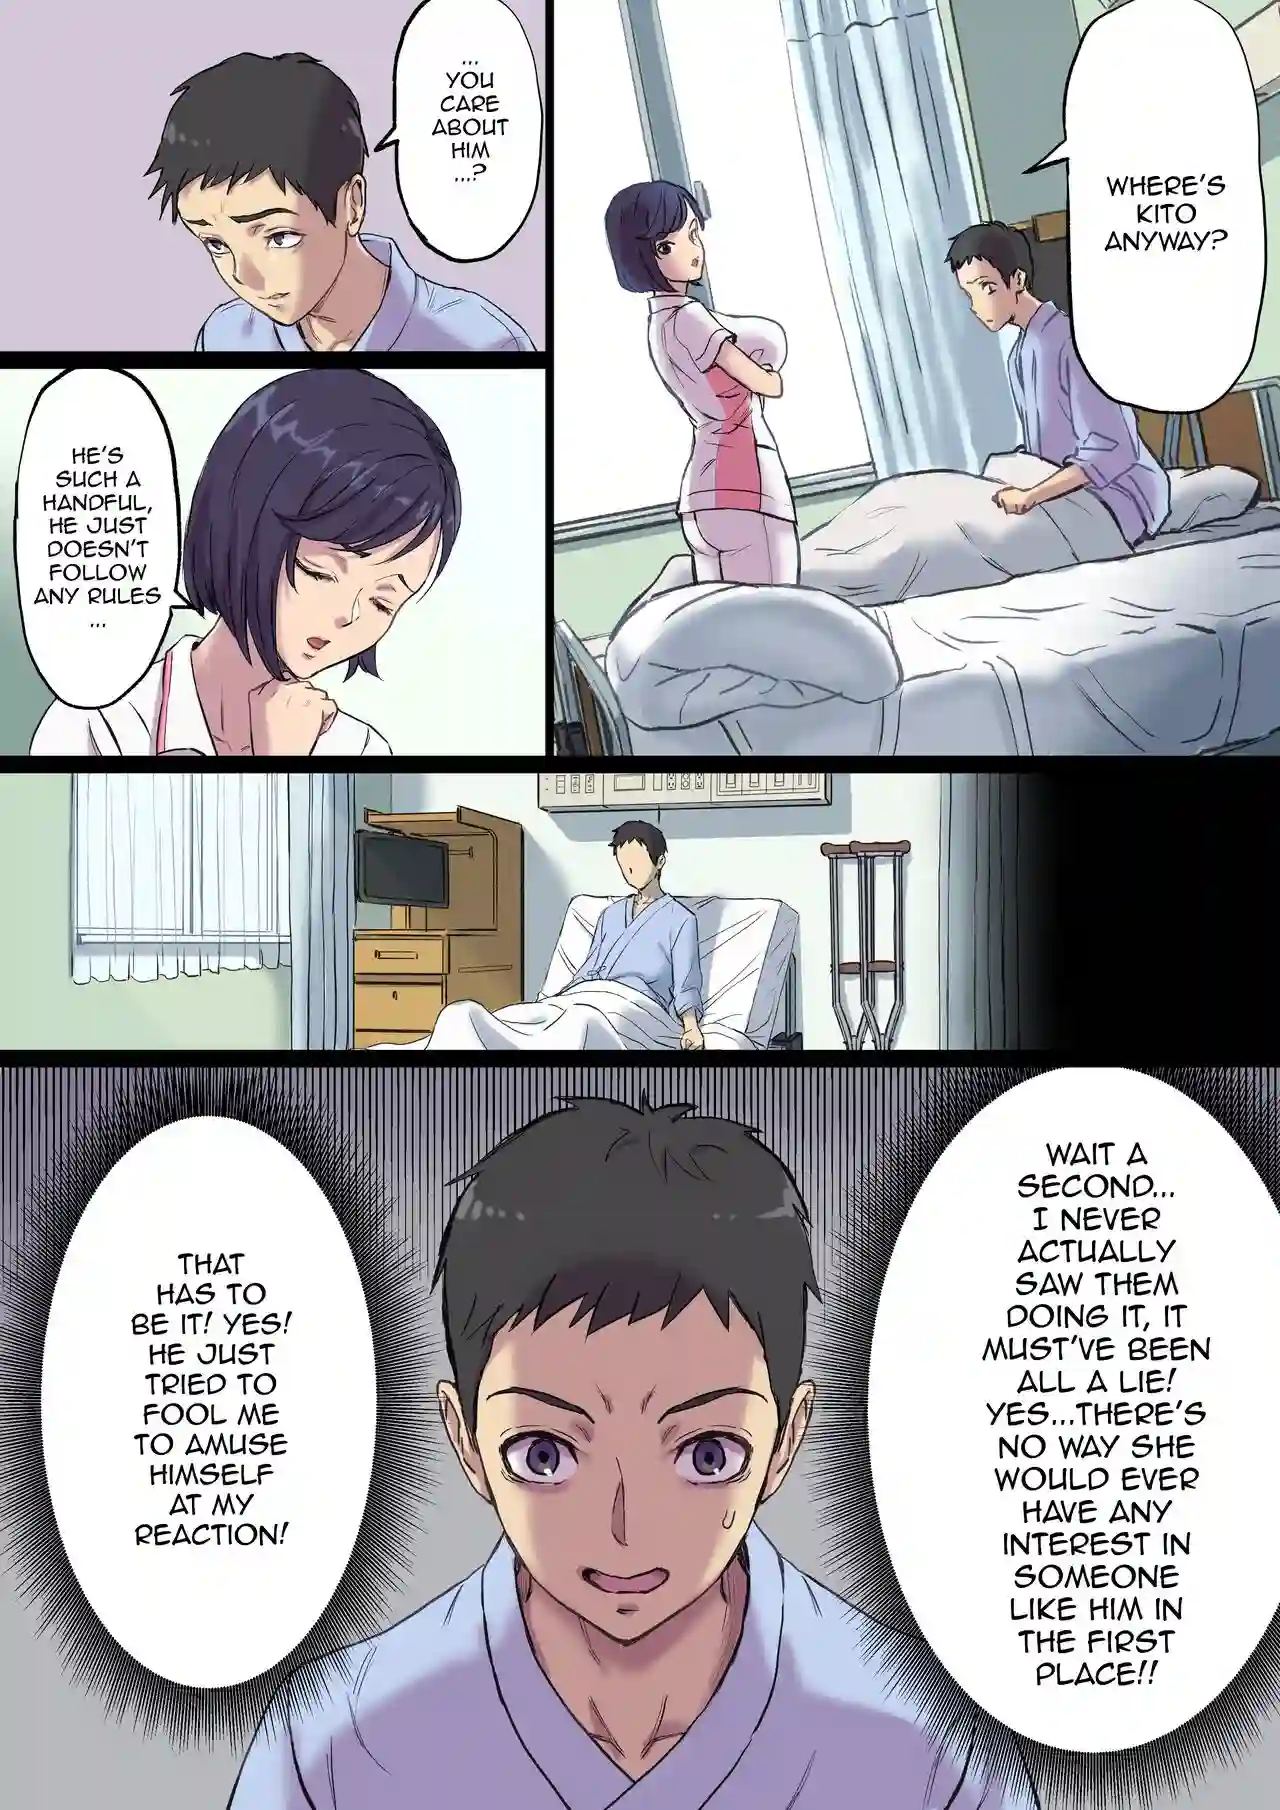 WHERE'S
KITO
ANYWAY?
...
YOU
CARE
ABOUT
HIM
...?
HE'S
SUCH A
HANDFUL,
HE JUST
DOESN'T
FOLLOW
ANY RULES
...
WAIT A
SECOND...
I NEVER
ACTUALLY
SAW THEM
DOING IT, IT
MUST'VE BEEN
ALL A LIE!
YES...THERE'S
NO WAY SHE
WOULD EVER
HAVE ANY
INTEREST IN
SOMEONE
LIKE HIM IN
THE FIRST
PLACE!!
THAT
HAS TO
BE IT! YES!
HE JUST
TRIED TO
FOOL ME
TO AMUSE
HIMSELF
AT MY
REACTION!